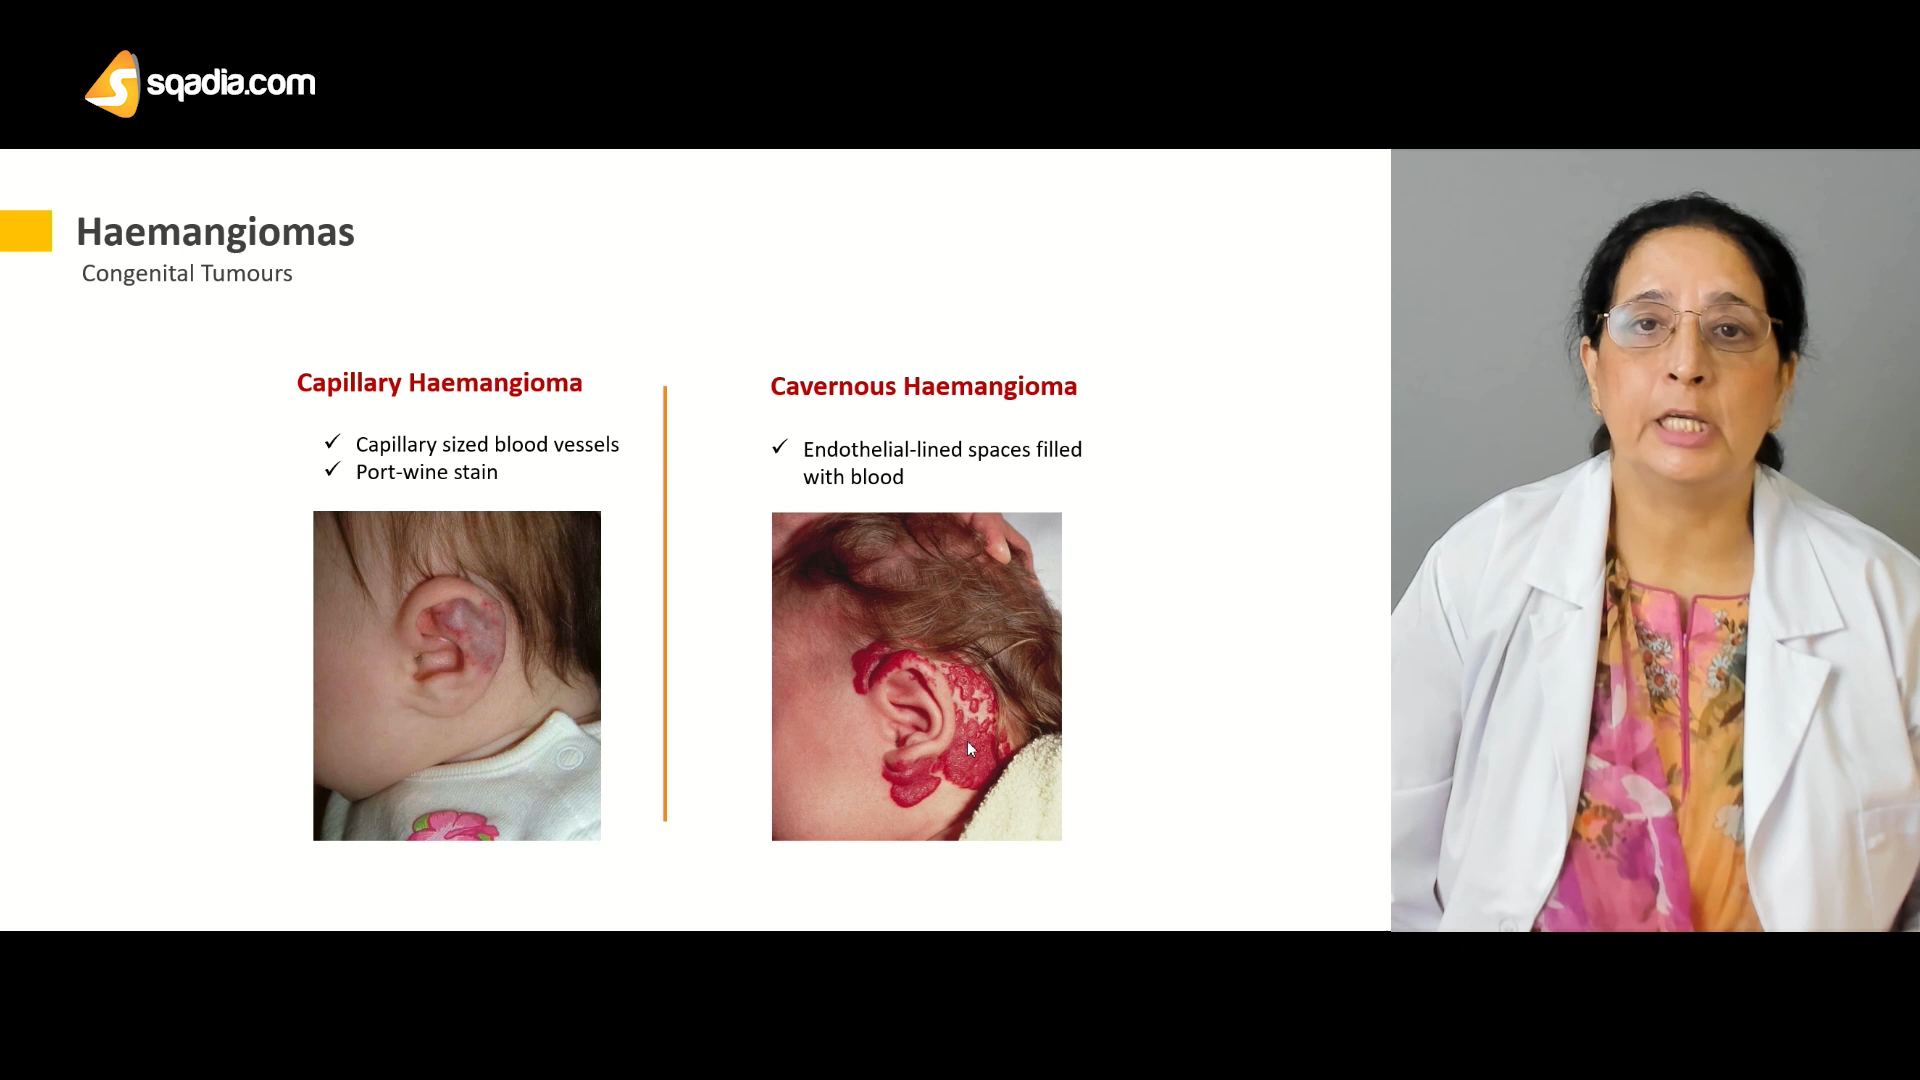 sqadia.com
Haemangiomas
Congenital Tumours
Capillary Haemangioma
✓ Capillary sized blood vessels
✓ Port-wine stain
Cavernous Haemangioma
✓ Endothelial-lined spaces filled
with blood